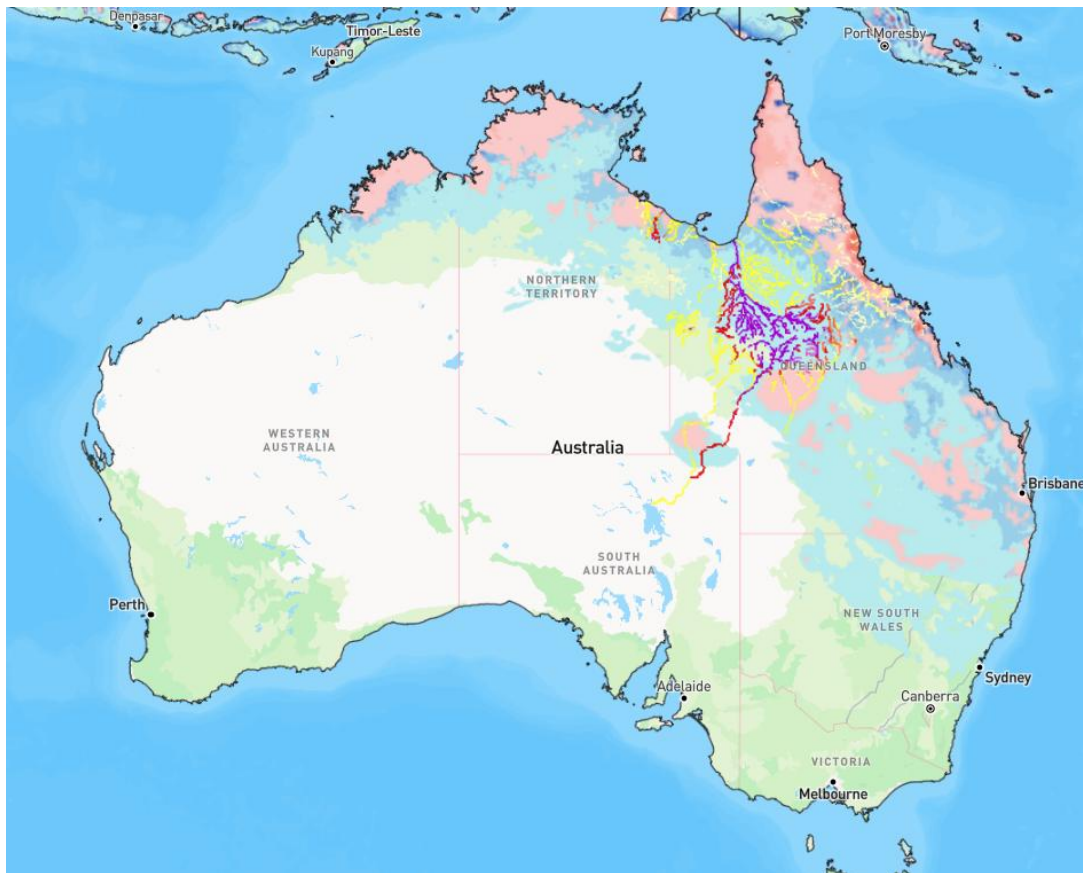 Denpasar
Timor-Leste
Kupang
Port Moresby
NORTHERN
TERRITORY
QUEENSLAND
WESTERN
AUSTRALIA
Australia
Brisbane
SOUTH
AUSTRALIA
Perth
NEW SOUTH
WALES
Adelaide
Sydney
Canberra
VICTORIA
Melbourne